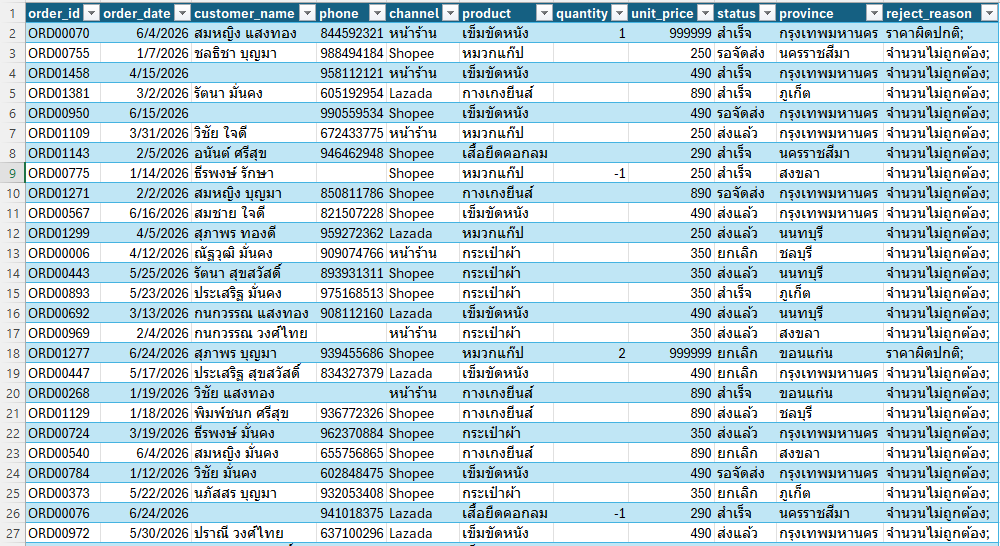 1 order_id order_date customer_name phone channel product quantity unit_price status province reject_reason
2 ORD00070 6/4/2026 สมหญิง แสงทอง 844592321 หน้าร้าน เข็มขัดหนัง 1 999999 สำเร็จ กรุงเทพมหานคร ราคาผิดปกติ;
3 ORD00755 1/7/2026 ชลธิชา บุญมา 988494184 Shopee หมวกแก๊ป 250 รอจัดส่ง นครราชสีมา จำนวนไม่ถูกต้อง;
4 ORD01458 4/15/2026 958112121 หน้าร้าน เข็มขัดหนัง 490 สำเร็จ กรุงเทพมหานคร จำนวนไม่ถูกต้อง;
5 ORD01381 3/2/2026 รัตนา มั่นคง 605192954 Lazada กางเกงยีนส์ 890 สำเร็จ ภูเก็ต จำนวนไม่ถูกต้อง;
6 ORD00950 6/15/2026 990559534 Shopee เข็มขัดหนัง 490 รอจัดส่ง กรุงเทพมหานคร จำนวนไม่ถูกต้อง;
7 ORD01109 3/31/2026 วิชัย ใจดี 672433775 หน้าร้าน หมวกแก๊ป 250 ส่งแล้ว กรุงเทพมหานคร จำนวนไม่ถูกต้อง;
8 ORD01143 2/5/2026 อนันต์ ศรีสุข 946462948 Shopee เสื้อยืดคอกลม 290 สำเร็จ นครราชสีมา จำนวนไม่ถูกต้อง;
9 ORD00775 1/14/2026 ธีรพงษ์ รักษา Shopee หมวกแก๊ป -1 250 สำเร็จ สงขลา จำนวนไม่ถูกต้อง;
10 ORD01271 2/2/2026 สมหญิง บุญมา 850811786 Shopee กางเกงยีนส์ 890 รอจัดส่ง กรุงเทพมหานคร จำนวนไม่ถูกต้อง;
11 ORD00567 6/16/2026 สมชาย ใจดี 821507228 Shopee เข็มขัดหนัง 490 ส่งแล้ว กรุงเทพมหานคร จำนวนไม่ถูกต้อง;
12 ORD01299 4/5/2026 สุภาพร ทองดี 959272362 Lazada หมวกแก๊ป 250 ส่งแล้ว นนทบุรี จำนวนไม่ถูกต้อง;
13 ORD00006 4/12/2026 ณัฐวุฒิ มั่นคง 909074766 หน้าร้าน กระเป๋าผ้า 350 ยกเลิก ชลบุรี จำนวนไม่ถูกต้อง;
14 ORD00443 5/25/2026 รัตนา สุขสวัสดิ์ 893931311 Shopee กระเป๋าผ้า 350 ส่งแล้ว นนทบุรี จำนวนไม่ถูกต้อง;
15 ORD00893 5/23/2026 ประเสริฐ มั่นคง 975168513 Shopee กระเป๋าผ้า 350 สำเร็จ ภูเก็ต จำนวนไม่ถูกต้อง;
16 ORD00692 3/13/2026 กนกวรรณ แสงทอง 908112160 Lazada เข็มขัดหนัง 490 ส่งแล้ว นนทบุรี จำนวนไม่ถูกต้อง;
17 ORD00969 2/4/2026 กนกวรรณ วงศ์ไทย หน้าร้าน กระเป๋าผ้า 350 ส่งแล้ว สงขลา จำนวนไม่ถูกต้อง;
18 ORD01277 6/24/2026 สุภาพร บุญมา 939455686 Shopee หมวกแก๊ป 2 999999 ยกเลิก ขอนแก่น ราคาผิดปกติ;
19 ORD00447 5/17/2026 ประเสริฐ สุขสวัสดิ์ 834327379 Lazada เข็มขัดหนัง 490 ยกเลิก กรุงเทพมหานคร จำนวนไม่ถูกต้อง;
20 ORD00268 1/19/2026 วิชัย แสงทอง หน้าร้าน กางเกงยีนส์ 890 สำเร็จ ขอนแก่น จำนวนไม่ถูกต้อง;
21 ORD01129 1/18/2026 พิมพ์ชนก ศรีสุข 936772326 Shopee กางเกงยีนส์ 890 ส่งแล้ว ชลบุรี จำนวนไม่ถูกต้อง;
22 ORD00724 3/19/2026 ธีรพงษ์ มั่นคง 962370884 Shopee กระเป๋าผ้า 350 ส่งแล้ว กรุงเทพมหานคร จำนวนไม่ถูกต้อง;
23 ORD00540 6/4/2026 สมหญิง มั่นคง 655756865 Shopee กางเกงยีนส์ 890 ยกเลิก สงขลา จำนวนไม่ถูกต้อง;
24 ORD00784 1/12/2026 วิชัย มั่นคง 602848475 Shopee เข็มขัดหนัง 490 รอจัดส่ง กรุงเทพมหานคร จำนวนไม่ถูกต้อง;
25 ORD00373 5/22/2026 นภัสสร บุญมา 932053408 Shopee กระเป๋าผ้า 350 ยกเลิก ภูเก็ต จำนวนไม่ถูกต้อง;
26 ORD00076 6/24/2026 941018375 Lazada เสื้อยืดคอกลม -1 290 สำเร็จ นครราชสีมา จำนวนไม่ถูกต้อง;
27 ORD00972 5/30/2026 ปราณี วงศ์ไทย 637100296 Lazada เข็มขัดหนัง 490 ส่งแล้ว กรุงเทพมหานคร จำนวนไม่ถูกต้อง;